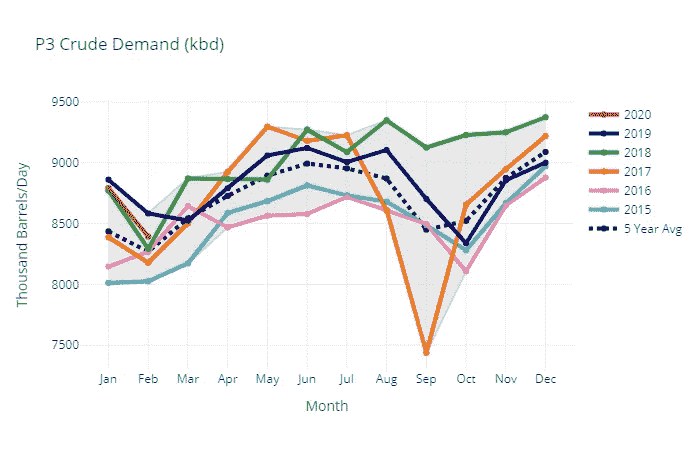 P3 Crude Demand (kbd)
Thousand Barrels/Day
9500
9000
8500
8000
7500
Jan Feb Mar Apr May Jun Jul Aug Sep Oct Nov Dec
Month
2020
2019
2018
2017
2016
2015
5 Year Avg